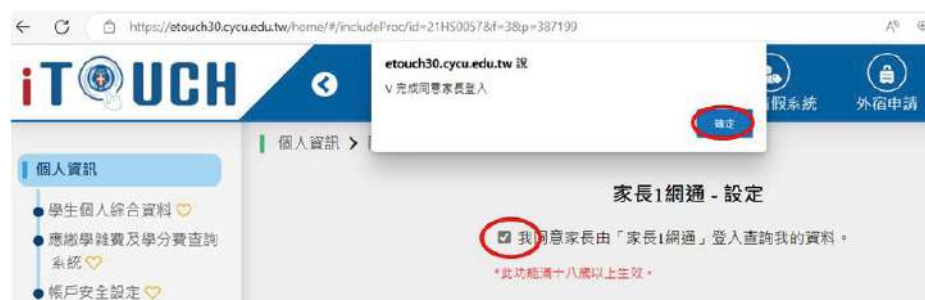 https://etouch30.cycu.edu.tw/home/#/includeProc/id=21HS0057&f=3&p=387199
iTOUCH
etouch30.cycu.edu.tw 說
V 完成同意家長登入
確定
假系統
外宿申請
個人資訊 >
個人資訊
學生個人綜合資料
應繳學雜費及學分費查詢
系統
帳戶安全設定
家長1網通 - 設定
我同意家長由「家長1網通」登入查詢我的資料。
*此功能滿十八歲以上生效。